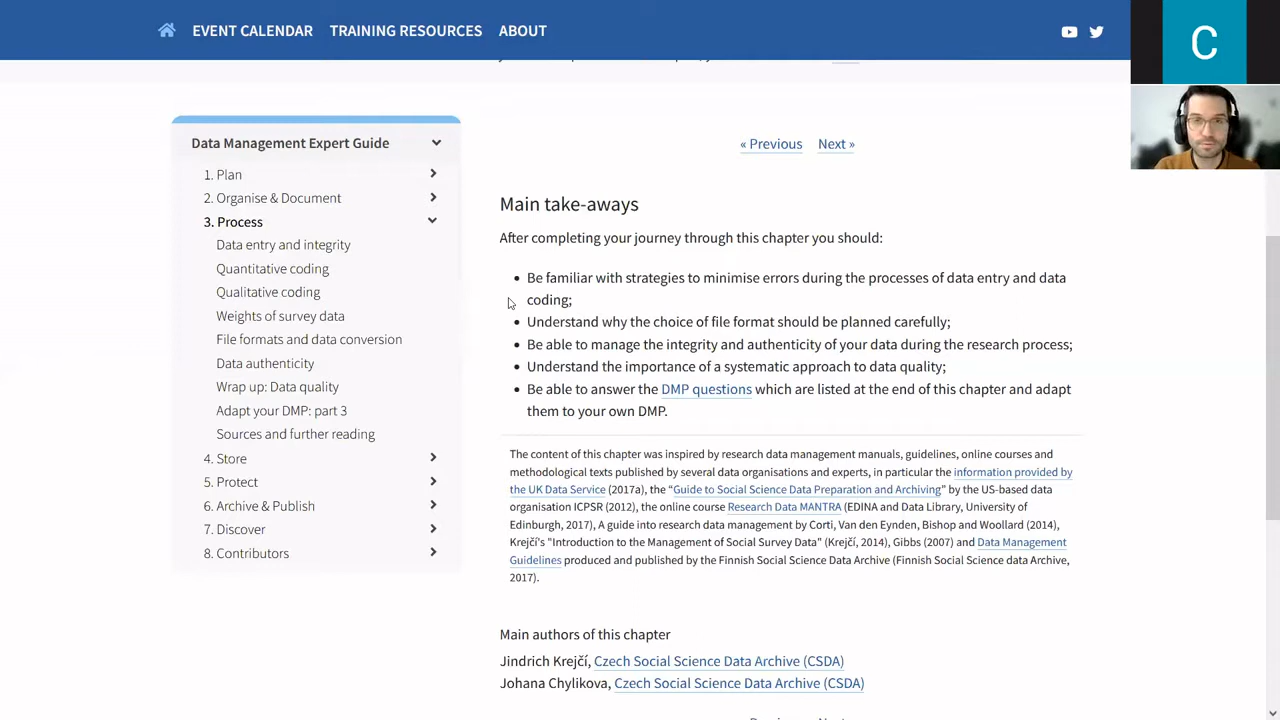 EVENT CALENDAR TRAINING RESOURCES ABOUT
C
Data Management Expert Guide
1. Plan
2. Organise & Document
3. Process
Data entry and integrity
Quantitative coding
Qualitative coding
Weights of survey data
File formats and data conversion
Data authenticity
Wrap up: Data quality
Adapt your DMP: part 3
Sources and further reading
4. Store
5. Protect
6. Archive & Publish
7. Discover
8. Contributors
« Previous Next »
Main take-aways
After completing your journey through this chapter you should:
• Be familiar with strategies to minimise errors during the processes of data entry and data
coding;
• Understand why the choice of file format should be planned carefully;
• Be able to manage the integrity and authenticity of your data during the research process;
• Understand the importance of a systematic approach to data quality;
• Be able to answer the DMP questions which are listed at the end of this chapter and adapt
them to your own DMP.
The content of this chapter was inspired by research data management manuals, guidelines, online courses and
methodological texts published by several data organisations and experts, in particular the information provided by
the UK Data Service (2017a), the “Guide to Social Science Data Preparation and Archiving” by the US-based data
organisation ICPSR (2012), the online course Research Data MANTRA (EDINA and Data Library, University of
Edinburgh, 2017), A guide into research data management by Corti, Van den Eynden, Bishop and Woollard (2014),
Krejčí's "Introduction to the Management of Social Survey Data" (Krejčí, 2014), Gibbs (2007) and Data Management
Guidelines produced and published by the Finnish Social Science Data Archive (Finnish Social Science data Archive,
2017).
Main authors of this chapter
Jindrich Krejčí, Czech Social Science Data Archive (CSDA)
Johana Chylikova, Czech Social Science Data Archive (CSDA)